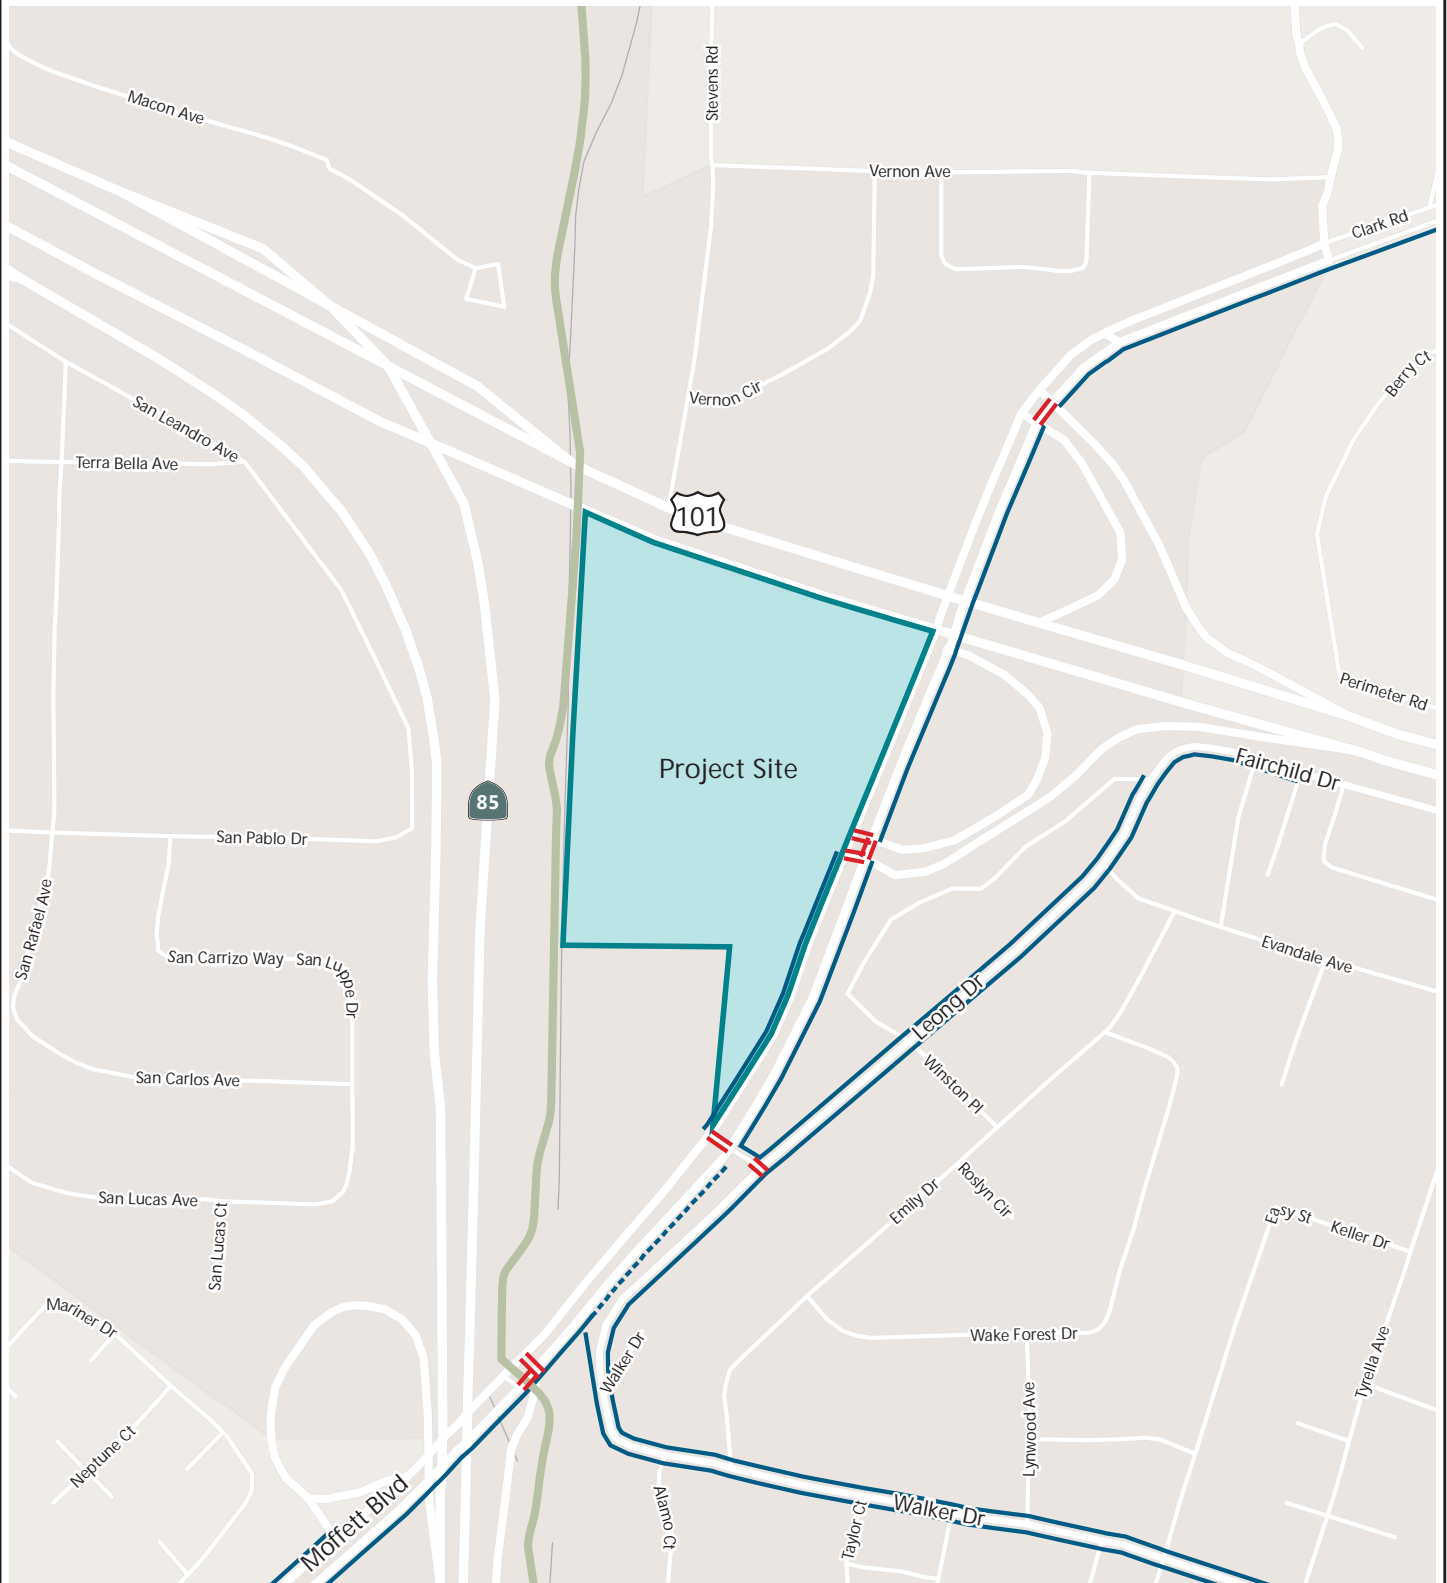 Stevens Rd
Macon Ave
Vernon Ave
Clark Rd
Berry Ct
Vernon Cir
San Leandro Ave
Terra Bella Ave
101
Perimeter Rd
Project Site
Fairchild Dr
85
San Pablo Dr
San Rafael Ave
San Carrizo Way
San Luppe Dr
Evandale Ave
Leong Dr
San Carlos Ave
Winston Pl
San Lucas Ave
San Lucas Ct
Emily Dr
Roslyn Cir
Easy St
Keller Dr
Mariner Dr
Walker Dr
Wake Forest Dr
Tyrella Ave
Neptune Ct
Lynwood Ave
Moffett Blvd
Alamo Ct
Taylor Ct
Walker Dr